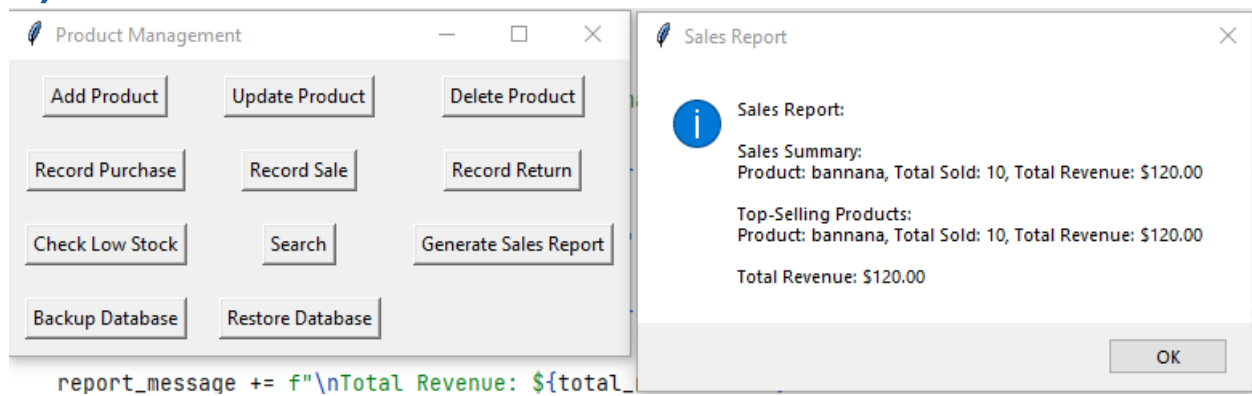 Product Management
Add Product Update Product Delete Product
Record Purchase Record Sale Record Return
Check Low Stock Search Generate Sales Report
Backup Database Restore Database
Sales Report
Sales Report:
Sales Summary:
Product: bannana, Total Sold: 10, Total Revenue: $120.00
Top-Selling Products:
Product: bannana, Total Sold: 10, Total Revenue: $120.00
Total Revenue: $120.00
OK
report_message += f"\nTotal Revenue: ${total_